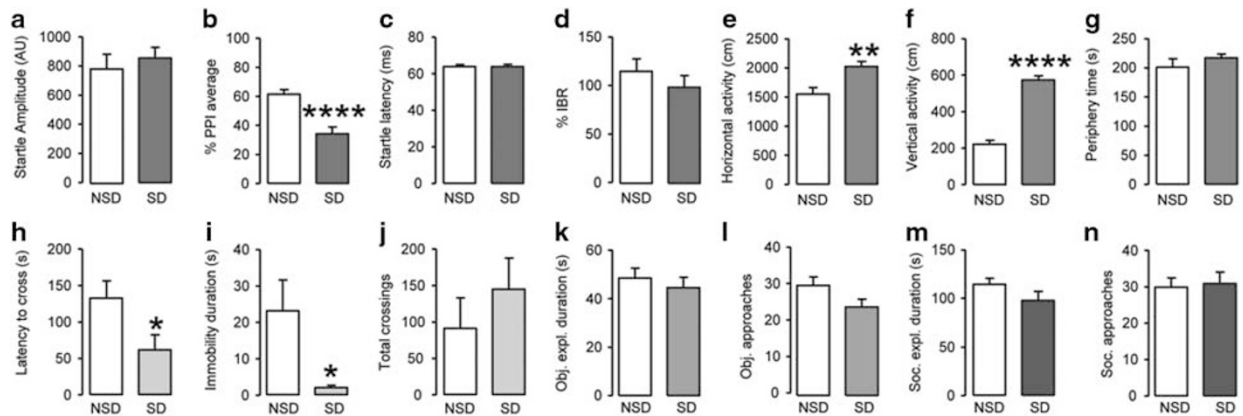 a
Startle Amplitude (AU)
1000
800
600
400
200
0
NSD SD
b
% PPI average
100
80
60
40
20
0
****
NSD SD
c
Startle latency (ms)
80
60
40
20
0
NSD SD
d
% IBR
150
100
50
0
NSD SD
e
Horizontal activity (cm)
2500
2000
1500
1000
500
0
**
NSD SD
f
Vertical activity (cm)
800
600
400
200
0
****
NSD SD
g
Periphery time (s)
250
200
150
100
50
0
NSD SD
h
Latency to cross (s)
200
150
100
50
0
*
NSD SD
i
Immobility duration (s)
40
30
20
10
0
*
NSD SD
j
Total crossings
200
150
100
50
0
NSD SD
k
Obj. expl. duration (s)
60
40
20
0
NSD SD
l
Obj. approaches
40
30
20
10
0
NSD SD
m
Soc. expl. duration (s)
150
100
50
0
NSD SD
n
Soc. approaches
40
30
20
10
0
NSD SD